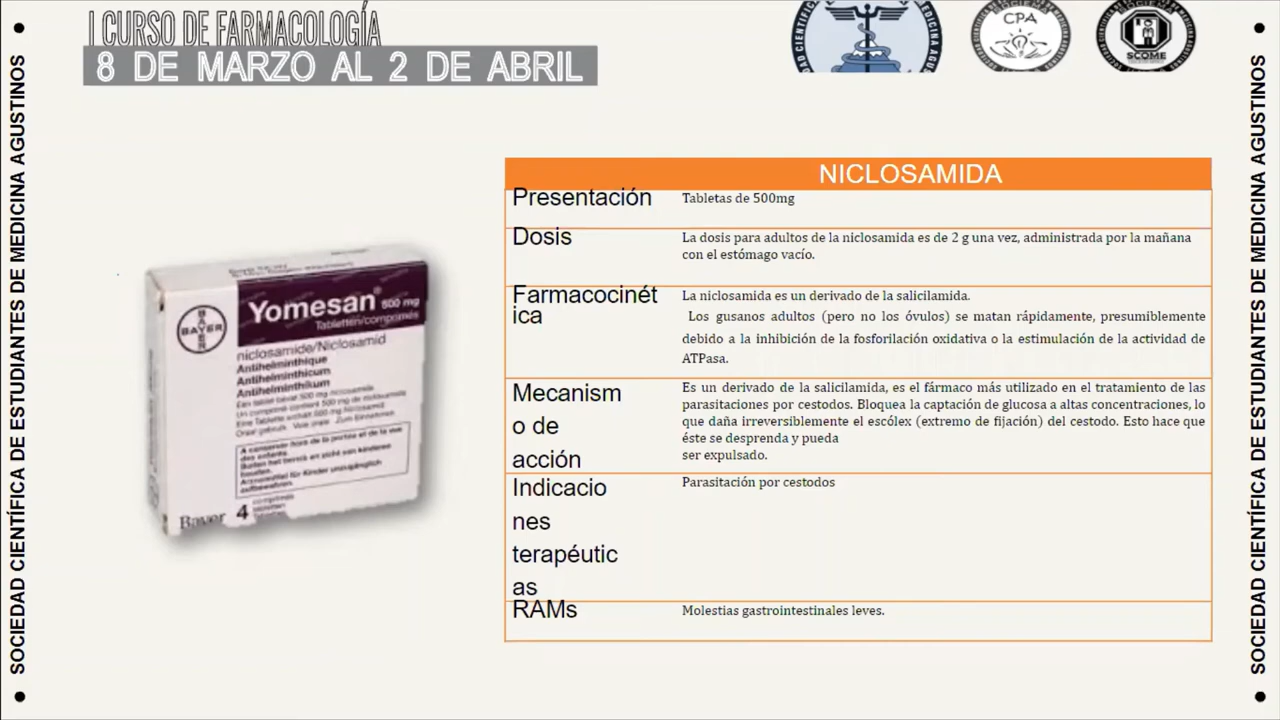 I CURSO DE FARMACOLOGÍA
8 DE MARZO AL 2 DE ABRIL
CPA
SCOME
SOCIEDAD CIENTÍFICA DE ESTUDIANTES DE MEDICINA AGUSTINOS
SOCIEDAD CIENTÍFICA DE ESTUDIANTES DE MEDICINA AGUSTINOS
Yomesan® 500 mg
Tabletten/comprimés
BAYER
BAYER
niclosamide/Niclosamid
Antihelminthique
Antihelminthicum
Anthelminthikum
Bayer 4
NICLOSAMIDA
Presentación
Tabletas de 500mg
Dosis
La dosis para adultos de la niclosamida es de 2 g una vez, administrada por la mañana
con el estómago vacío.
Farmacocinét
ica
La niclosamida es un derivado de la salicilamida.
Los gusanos adultos (pero no los óvulos) se matan rápidamente, presumiblemente
debido a la inhibición de la fosforilación oxidativa o la estimulación de la actividad de
ATPasa.
Mecanism
o de
acción
Es un derivado de la salicilamida, es el fármaco más utilizado en el tratamiento de las
parasitaciones por cestodos. Bloquea la captación de glucosa a altas concentraciones, lo
que daña irreversiblemente el escólex (extremo de fijación) del cestodo. Esto hace que
éste se desprenda y pueda
ser expulsado.
Indicacio
nes
terapéutic
as
Parasitación por cestodos
RAMs
Molestias gastrointestinales leves.